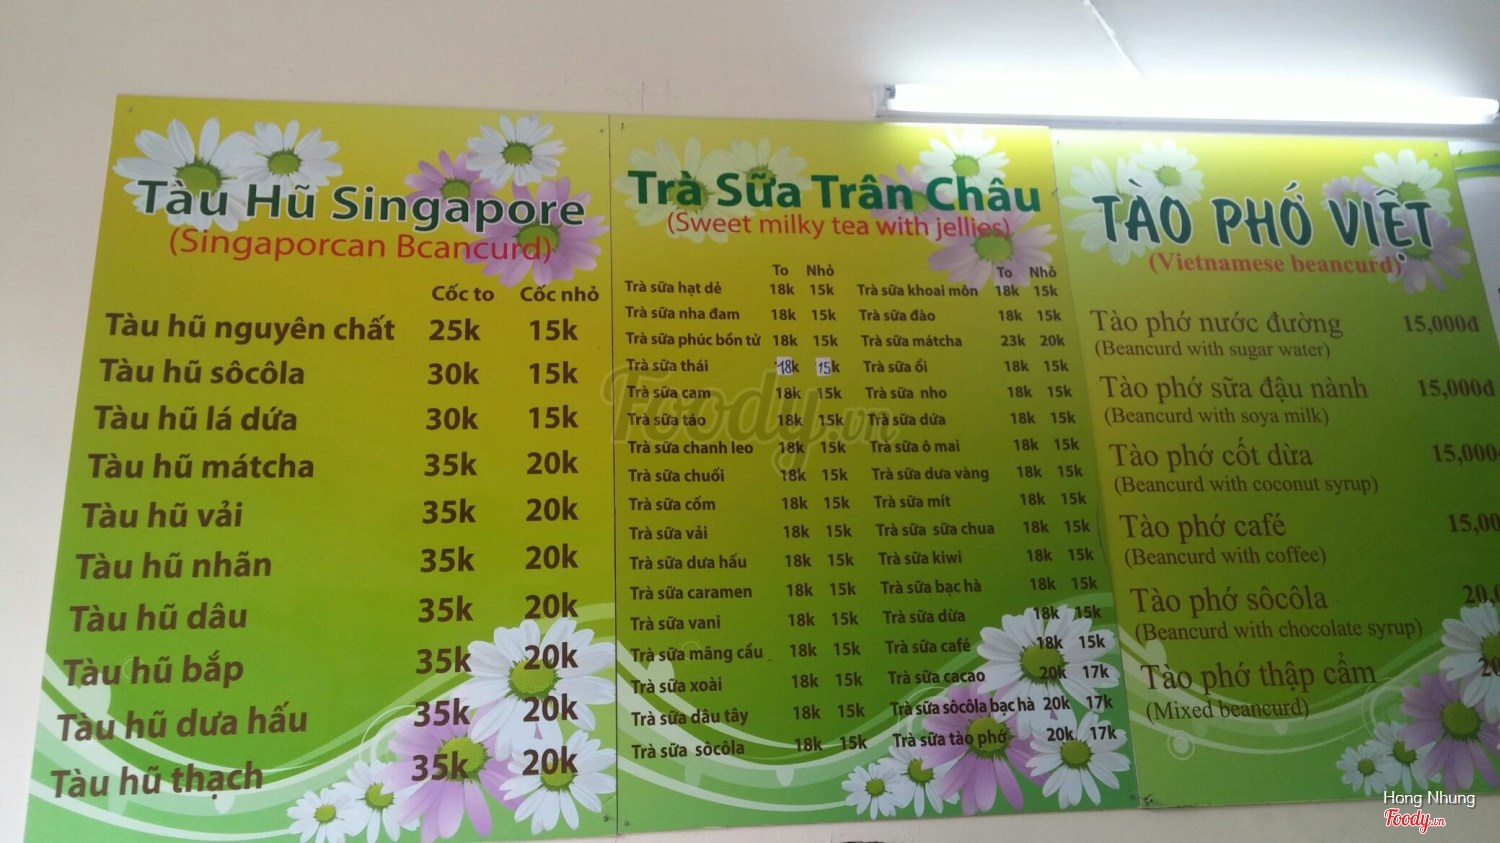 Tàu Hũ Singapore
(Singaporcan Bcancurd)
Cốc to Cốc nhỏ
Tàu hũ nguyên chất 25k 15k
Tàu hũ sôcôla 30k 15k
Tàu hũ lá dứa 30k 15k
Tàu hũ mátcha 35k 20k
Tàu hũ vải 35k 20k
Tàu hũ nhãn 35k 20k
Tàu hũ dâu 35k 20k
Tàu hũ bắp 35k 20k
Tàu hũ dưa hấu 35k 20k
Tàu hũ thạch 35k 20k
Trà Sữa Trân Châu
(Sweet milky tea with jellies)
To Nhỏ
Trà sữa hạt dẻ 18k 15k
Trà sữa nha đam 18k 15k
Trà sữa phúc bồn tử 18k 15k
Trà sữa thái 18k 15k
Trà sữa cam 18k 15k
Trà sữa táo 18k 15k
Trà sữa chanh leo 18k 15k
Trà sữa chuối 18k 15k
Trà sữa cốm 18k 15k
Trà sữa vải 18k 15k
Trà sữa dưa hấu 18k 15k
Trà sữa caramen 18k 15k
Trà sữa vani 18k 15k
Trà sữa mãng cầu 18k 15k
Trà sữa xoài 18k 15k
Trà sữa dâu tây 18k 15k
Trà sữa sôcôla 18k 15k
To Nhỏ
Trà sữa khoai môn 18k 15k
Trà sữa đào 18k 15k
Trà sữa mátcha 23k 20k
Trà sữa ổi 18k 15k
Trà sữa nho 18k 15k
Trà sữa dứa 18k 15k
Trà sữa ô mai 18k 15k
Trà sữa dưa vàng 18k 15k
Trà sữa mít 18k 15k
Trà sữa sữa chua 18k 15k
Trà sữa kiwi 18k 15k
Trà sữa bạc hà 18k 15k
Trà sữa dừa 18k 15k
Trà sữa café 18k 15k
Trà sữa cacao 20k 17k
Trà sữa sôcôla bạc hà 20k 17k
Trà sữa tào phớ 20k 17k
TÀO PHỚ VIỆT
(Vietnamese beancurd)
Tào phớ nước đường 15,000đ
(Beancurd with sugar water)
Tào phớ sữa đậu nành 15,000đ
(Beancurd with soya milk)
Tào phớ cốt dừa 15,000
(Beancurd with coconut syrup)
Tào phớ café 15,00
(Beancurd with coffee)
Tào phớ sôcôla 20,0
(Beancurd with chocolate syrup)
Tào phớ thập cẩm 20
(Mixed beancurd)
Foody.vn
Hong Nhung
Foody.vn